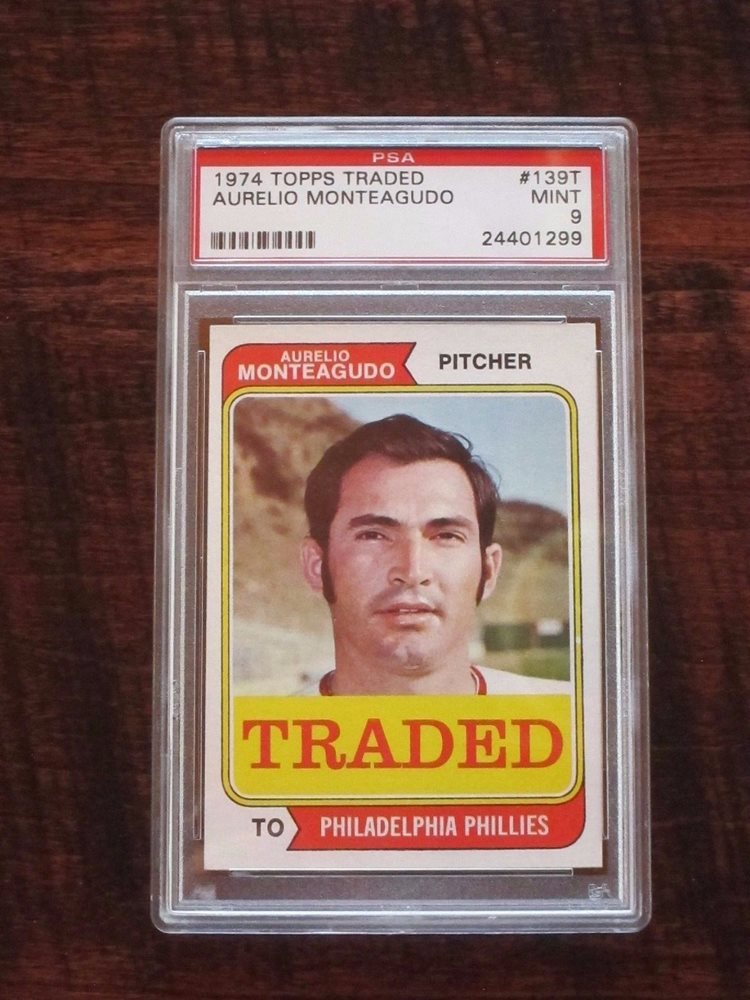 PSA
1974 TOPPS TRADED #139T
AURELIO MONTEAGUDO MINT
9
24401299
AURELIO
MONTEAGUDO
PITCHER
TRADED
TO PHILADELPHIA PHILLIES